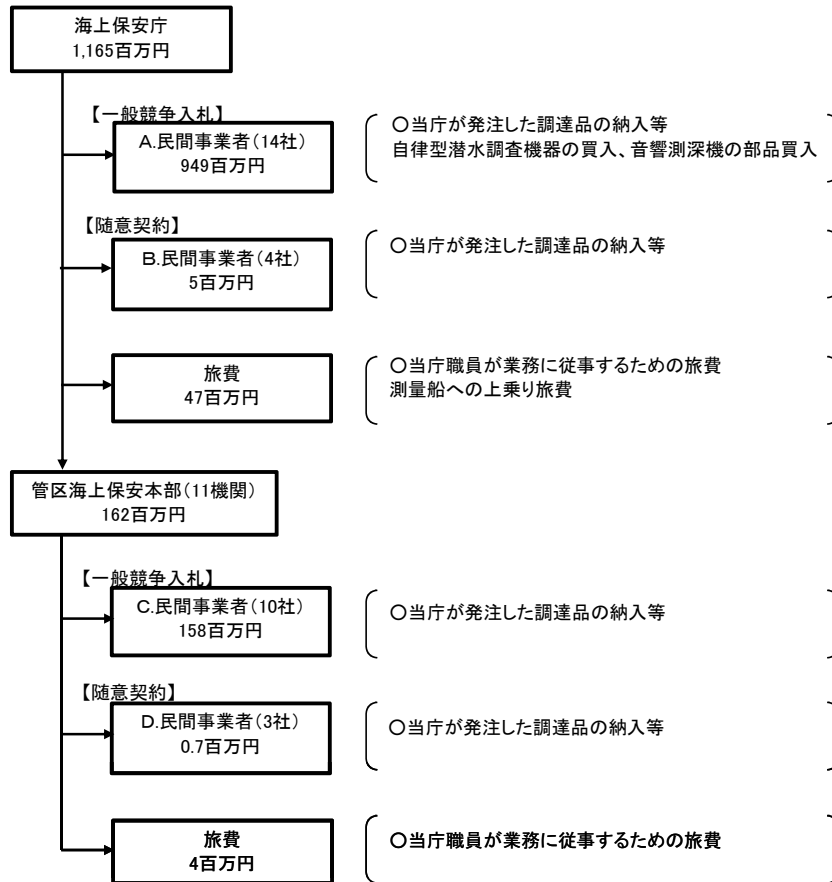 海上保安庁
1,165百万円
【一般競争入札】
A.民間事業者(14社)
949百万円
○当庁が発注した調達品の納入等
自律型潜水調査機器の買入、音響測深機の部品買入
【随意契約】
B.民間事業者(4社)
5百万円
○当庁が発注した調達品の納入等
旅費
47百万円
○当庁職員が業務に従事するための旅費
測量船への上乗り旅費
管区海上保安本部(11機関)
162百万円
【一般競争入札】
C.民間事業者(10社)
158百万円
○当庁が発注した調達品の納入等
【随意契約】
D.民間事業者(3社)
0.7百万円
○当庁が発注した調達品の納入等
旅費
4百万円
○当庁職員が業務に従事するための旅費